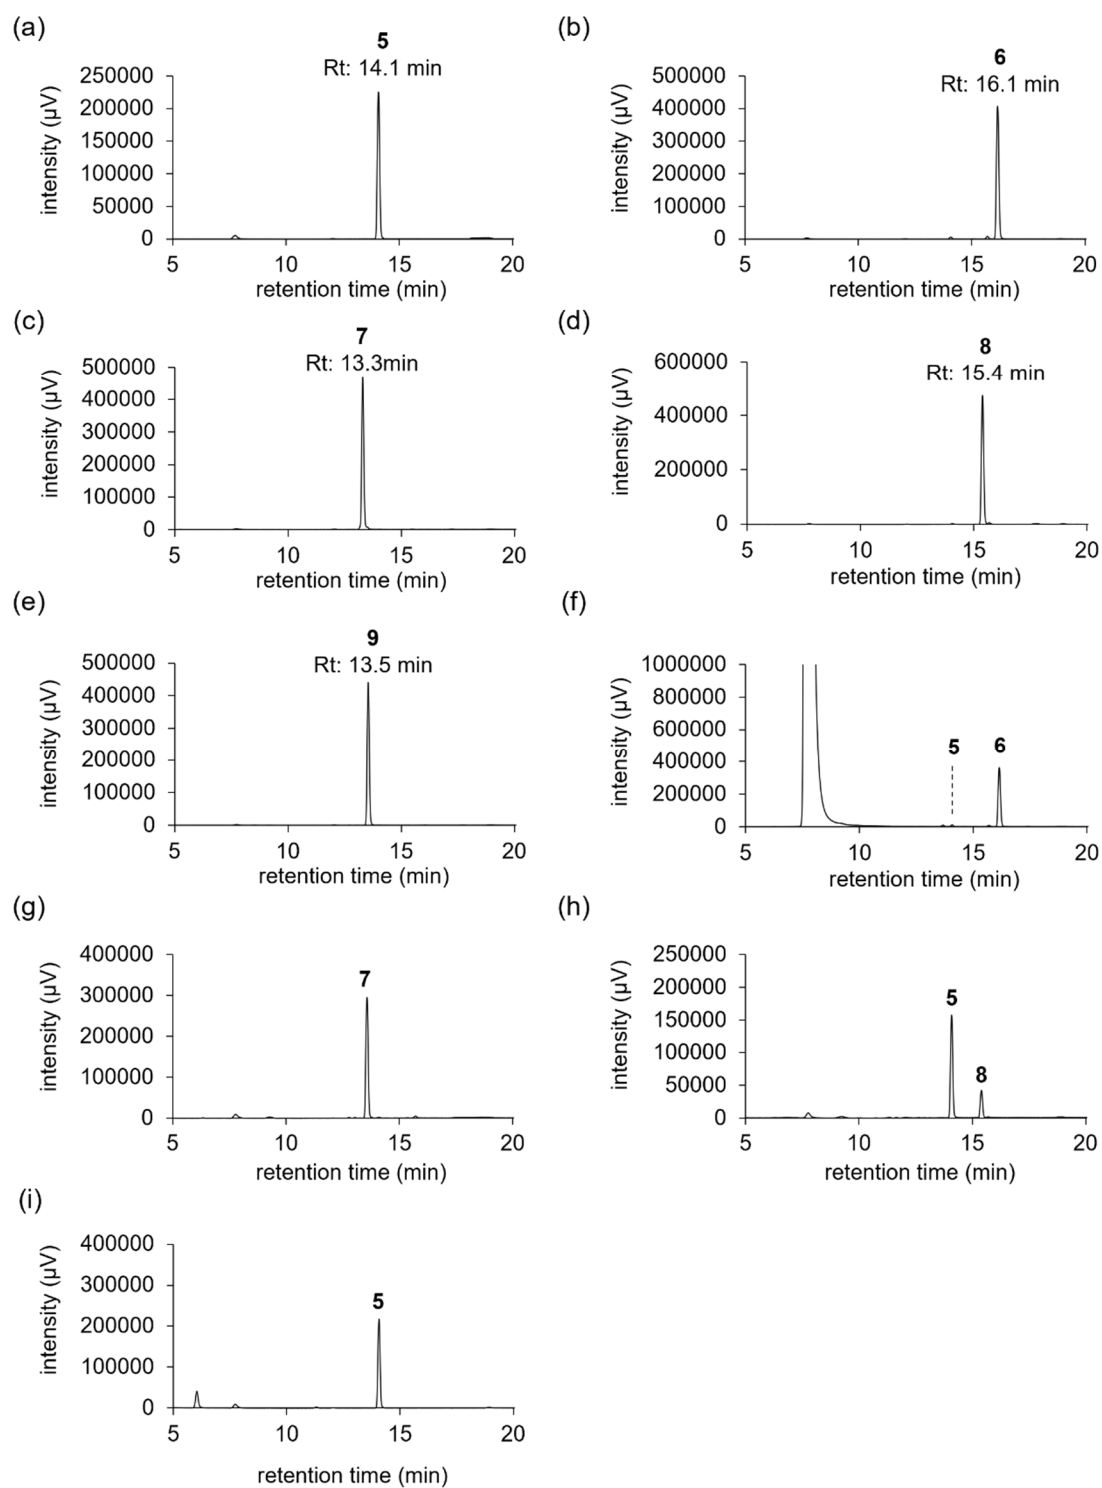 (a)
5
Rt: 14.1 min
250000
200000
150000
100000
50000
0
intensity (µV)
5 10 15 20
retention time (min)
(b)
6
Rt: 16.1 min
500000
400000
300000
200000
100000
0
intensity (µV)
5 10 15 20
retention time (min)
(c)
7
Rt: 13.3min
500000
400000
300000
200000
100000
0
intensity (µV)
5 10 15 20
retention time (min)
(d)
8
Rt: 15.4 min
600000
400000
200000
0
intensity (µV)
5 10 15 20
retention time (min)
(e)
9
Rt: 13.5 min
500000
400000
300000
200000
100000
0
intensity (µV)
5 10 15 20
retention time (min)
(f)
1000000
800000
600000
400000
200000
0
intensity (µV)
5 6
5 10 15 20
retention time (min)
(g)
400000
300000
200000
100000
0
intensity (µV)
7
5 10 15 20
retention time (min)
(h)
250000
200000
150000
100000
50000
0
intensity (µV)
5
8
5 10 15 20
retention time (min)
(i)
400000
300000
200000
100000
0
intensity (µV)
5
5 10 15 20
retention time (min)